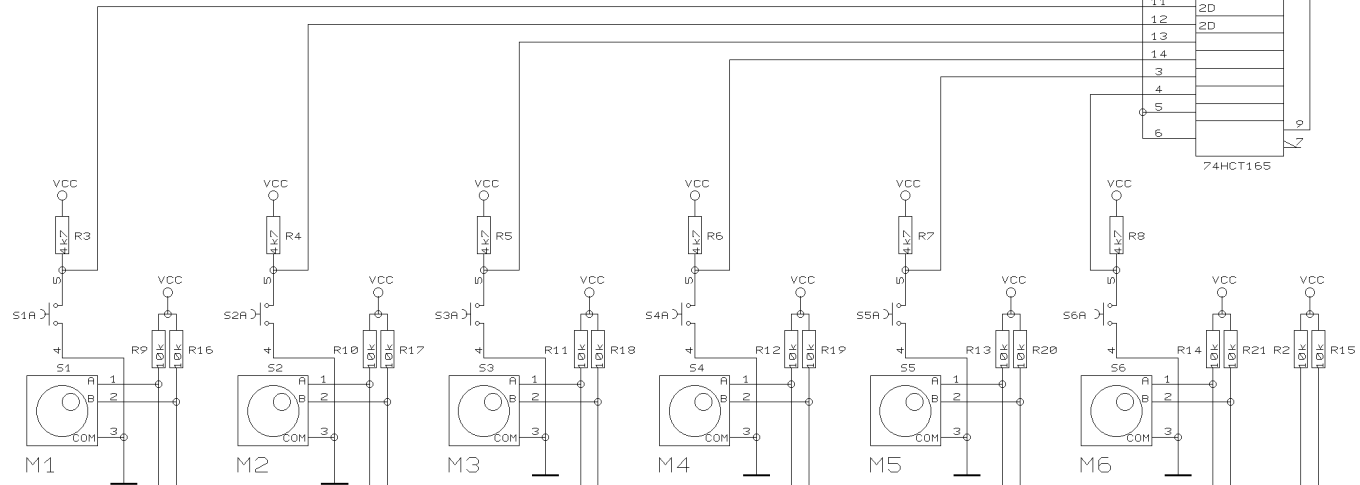 11 2D
12 2D
13
14
3
4
5
6
9
7
74HCT165
VCC VCC VCC VCC VCC VCC
4k7 R3 4k7 R4 4k7 R5 4k7 R6 4k7 R7 4k7 R8
5 5 5 5 5 5
VCC VCC VCC VCC VCC VCC VCC
S1A S2A S3A S4A S5A S6A
4 4 4 4 4 4
R9 10k 10k R16 R10 10k 10k R17 R11 10k 10k R18 R12 10k 10k R19 R13 10k 10k R20 R14 10k 10k R21 R2 10k 10k R15
S1 S2 S3 S4 S5 S6
A 1 A 1 A 1 A 1 A 1 A 1
B 2 B 2 B 2 B 2 B 2 B 2
COM 3 COM 3 COM 3 COM 3 COM 3 COM 3
M1 M2 M3 M4 M5 M6